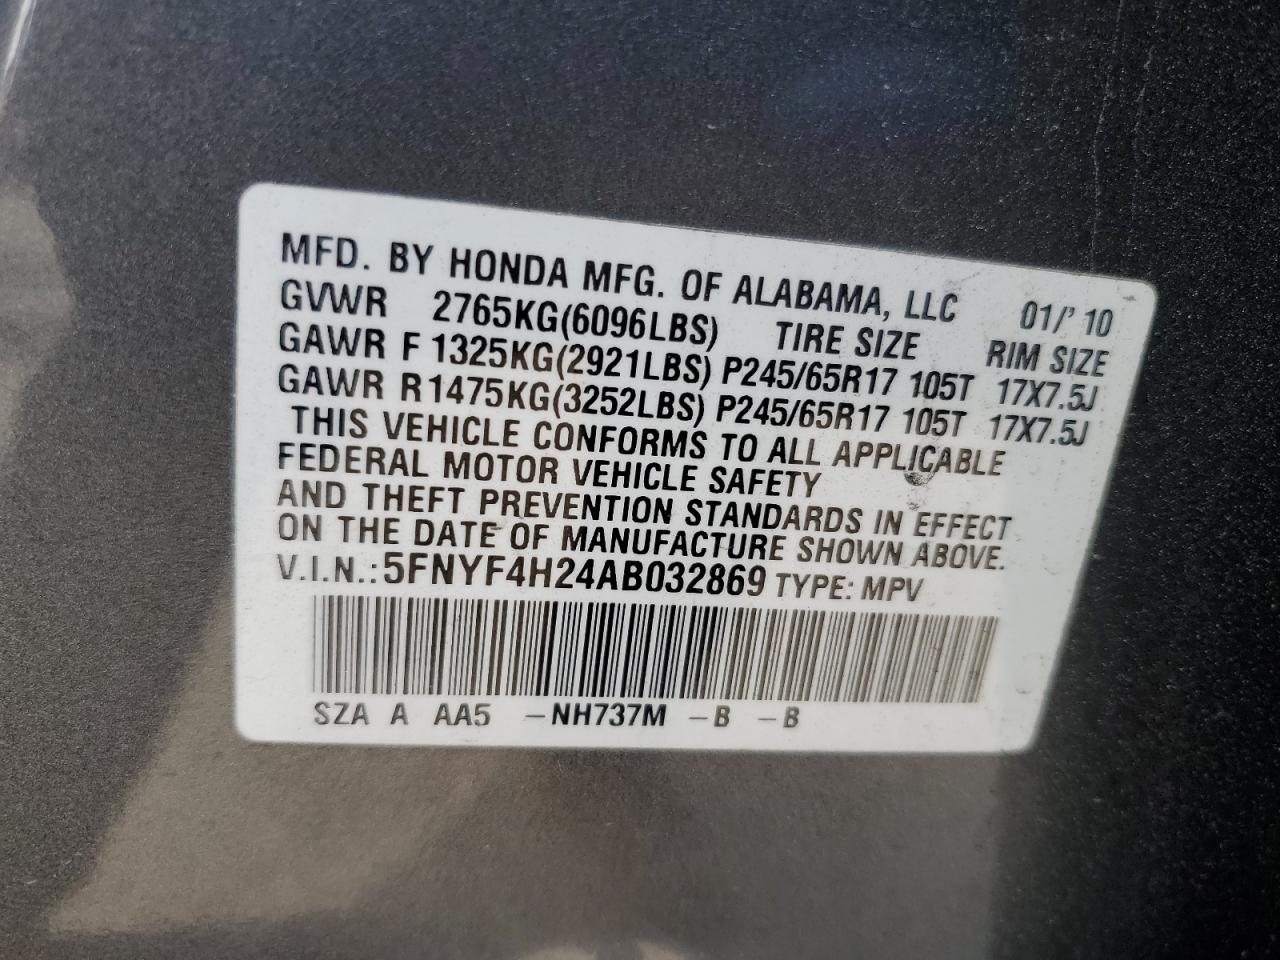 MFD. BY HONDA MFG. OF ALABAMA, LLC 01/'10
GVWR 2765KG(6096LBS) TIRE SIZE RIM SIZE
GAWR F 1325KG(2921LBS) P245/65R17 105T 17X7.5J
GAWR R1475KG(3252LBS) P245/65R17 105T 17X7.5J
THIS VEHICLE CONFORMS TO ALL APPLICABLE
FEDERAL MOTOR VEHICLE SAFETY
AND THEFT PREVENTION STANDARDS IN EFFECT
ON THE DATE OF MANUFACTURE SHOWN ABOVE.
V.I.N.: 5FNYF4H24AB032869 TYPE: MPV
SZA A AA5 -NH737M -B -B